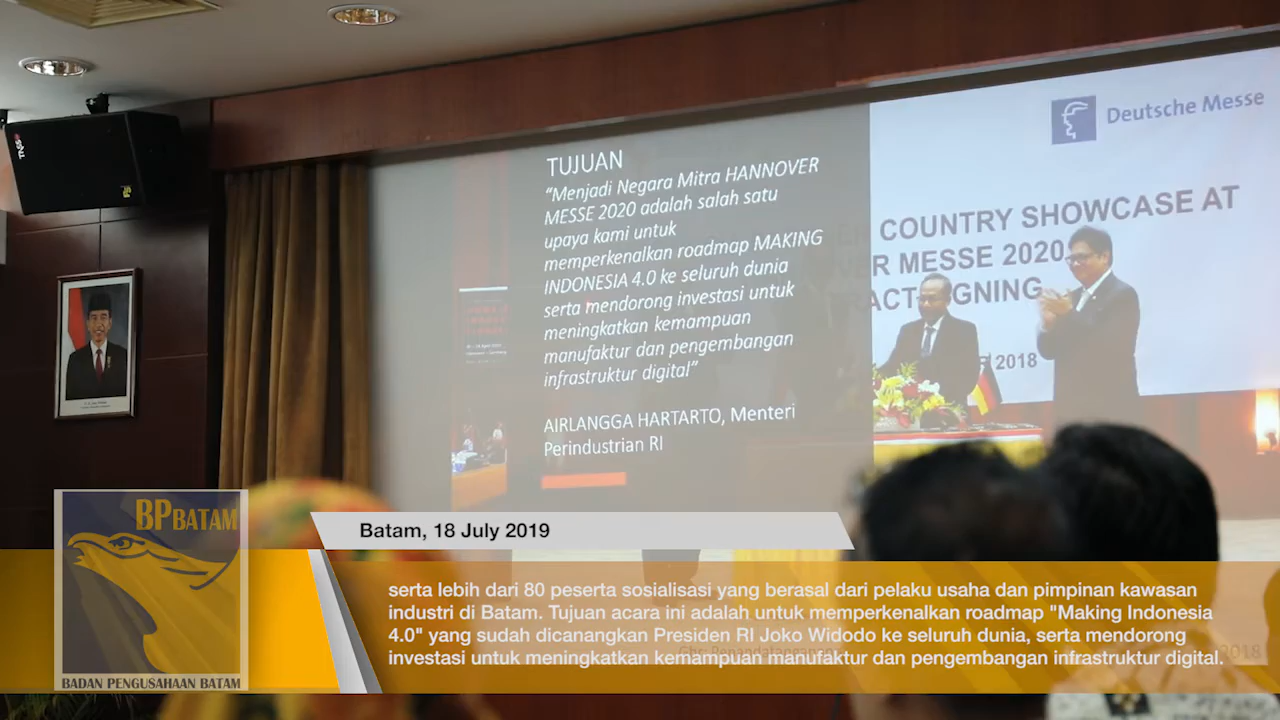 Deutsche Messe
TUJUAN
“Menjadi Negara Mitra HANNOVER
MESSE 2020 adalah salah satu
upaya kami untuk
memperkenalkan roadmap MAKING
INDONESIA 4.0 ke seluruh dunia
serta mendorong investasi untuk
meningkatkan kemampuan
manufaktur dan pengembangan
infrastruktur digital”
AIRLANGGA HARTARTO, Menteri
Perindustrian RI
COUNTRY SHOWCASE AT
ER MESSE 2020
ACT SIGNING
2018
BP BATAM
BADAN PENGUSAHAAN BATAM
Batam, 18 July 2019
serta lebih dari 80 peserta sosialisasi yang berasal dari pelaku usaha dan pimpinan kawasan
industri di Batam. Tujuan acara ini adalah untuk memperkenalkan roadmap "Making Indonesia
4.0" yang sudah dicanangkan Presiden RI Joko Widodo ke seluruh dunia, serta mendorong
investasi untuk meningkatkan kemampuan manufaktur dan pengembangan infrastruktur digital.